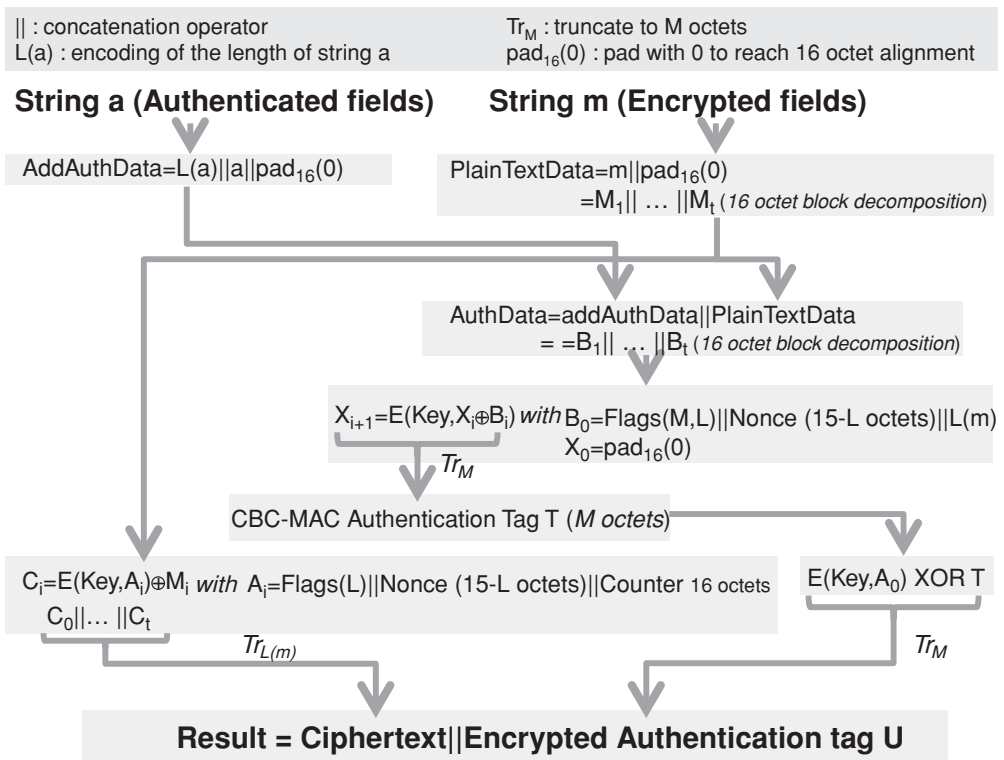 || : concatenation operator
L(a) : encoding of the length of string a
Tr_M : truncate to M octets
pad_16(0) : pad with 0 to reach 16 octet alignment
String a (Authenticated fields)
String m (Encrypted fields)
AddAuthData=L(a)||a||pad_16(0)
PlainTextData=m||pad_16(0)
=M_1|| … ||M_t (16 octet block decomposition)
AuthData=addAuthData||PlainTextData
= =B_1|| … ||B_t (16 octet block decomposition)
X_i+1=E(Key,X_i⊕B_i) with B_0=Flags(M,L)||Nonce (15-L octets)||L(m)
X_0=pad_16(0)
Tr_M
CBC-MAC Authentication Tag T (M octets)
C_i=E(Key,A_i)⊕M_i with A_i=Flags(L)||Nonce (15-L octets)||Counter 16 octets
C_0||… ||C_t
E(Key,A_0) XOR T
Tr_L(m)
Tr_M
Result = Ciphertext||Encrypted Authentication tag U